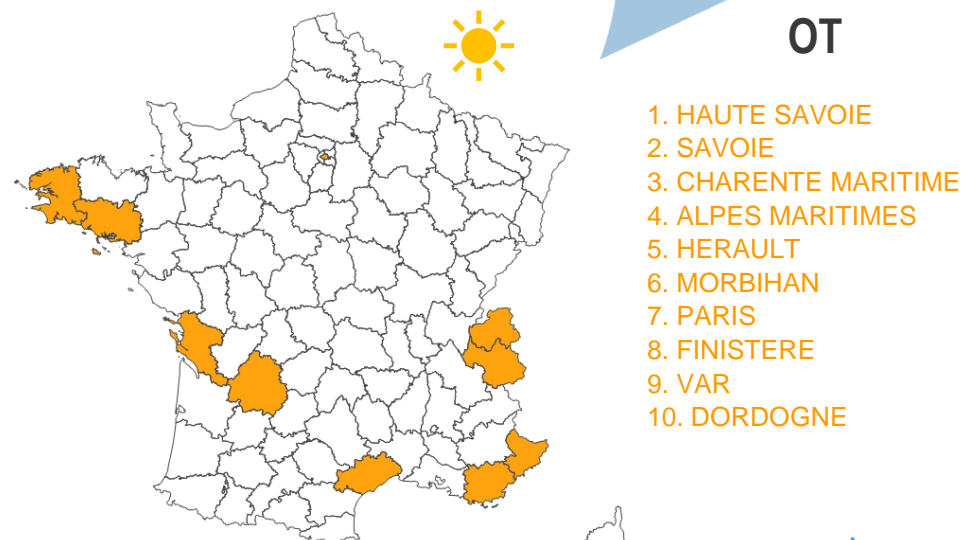 OT
1. HAUTE SAVOIE
2. SAVOIE
3. CHARENTE MARITIME
4. ALPES MARITIMES
5. HERAULT
6. MORBIHAN
7. PARIS
8. FINISTERE
9. VAR
10. DORDOGNE